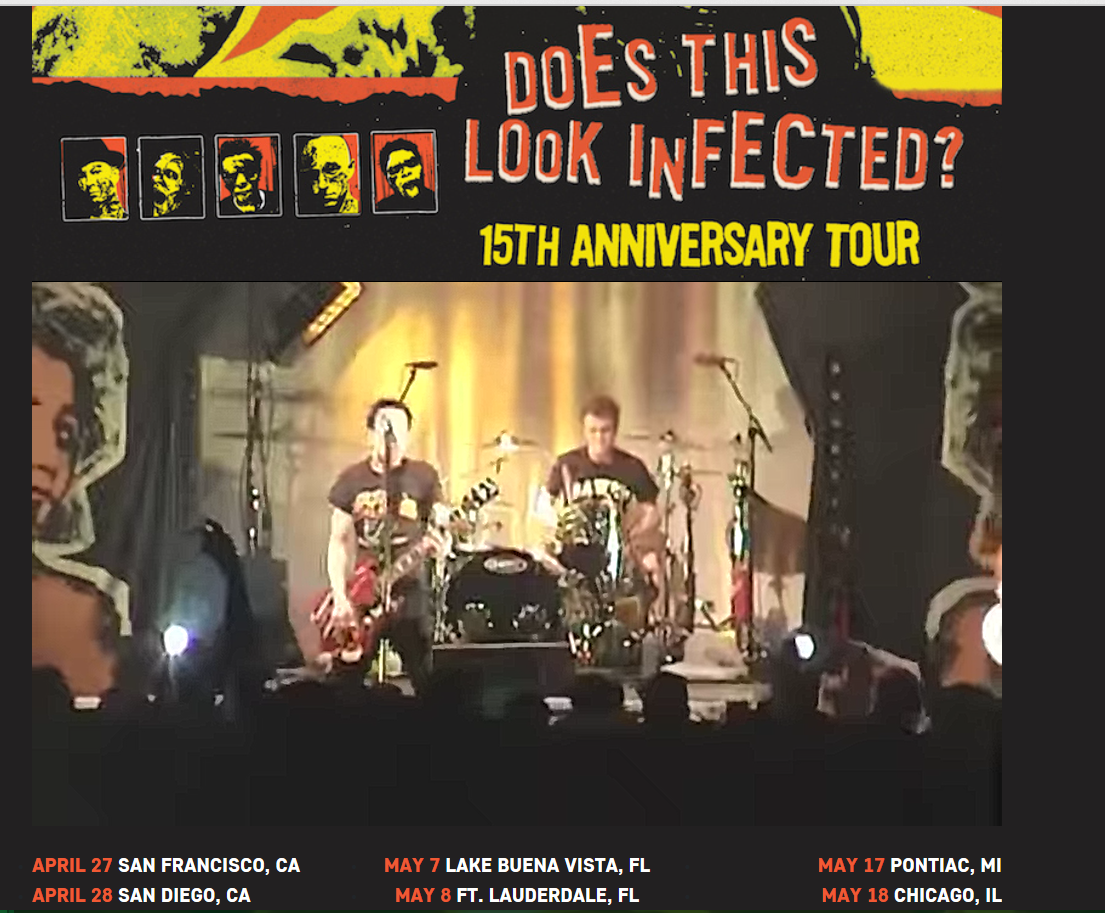 DOES THIS
LOOK INFECTED?
15TH ANNIVERSARY TOUR
APRIL 27 SAN FRANCISCO, CA
APRIL 28 SAN DIEGO, CA
MAY 7 LAKE BUENA VISTA, FL
MAY 8 FT. LAUDERDALE, FL
MAY 17 PONTIAC, MI
MAY 18 CHICAGO, IL